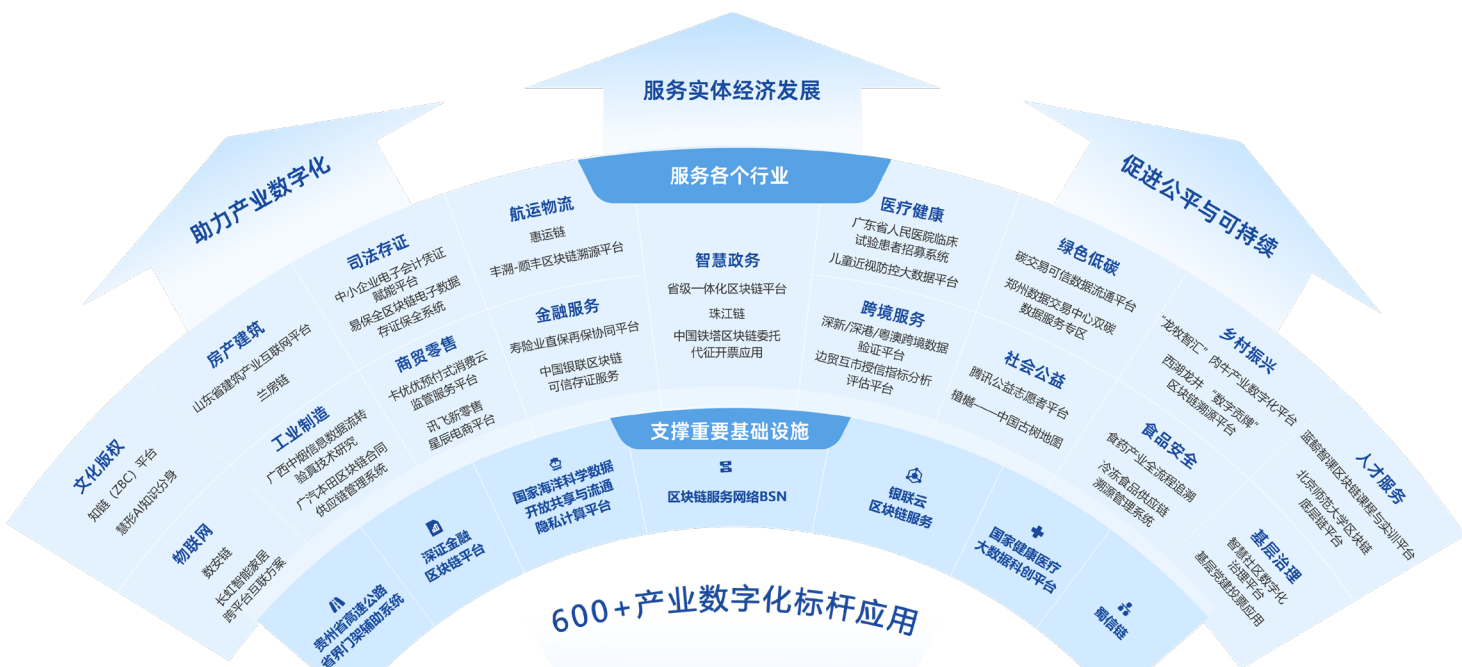 服务实体经济发展
助力产业数字化
促进公平与可持续
服务各个行业
文化版权
知链（ZBC）平台
慧形AI知识分身
物联网
数安链
长虹智能家居
跨平台互联方案
房产建筑
山东省建筑产业互联网平台
兰房链
工业制造
广西中烟信息数据流转
验真技术研究
广汽本田区块链合同
供应链管理系统
司法存证
中小企业电子会计凭证
赋能平台
易保全区块链电子数据
存证保全系统
商贸零售
卡优优预付式消费云
监管服务平台
讯飞新零售
星辰电商平台
航运物流
惠运链
丰溯-顺丰区块链溯源平台
金融服务
寿险业直保再保协同平台
中国银联区块链
可信存证服务
智慧政务
省级一体化区块链平台
珠江链
中国铁塔区块链委托
代征开票应用
医疗健康
广东省人民医院临床
试验患者招募系统
儿童近视防控大数据平台
跨境服务
深新/深港/粤澳跨境数据
验证平台
边贸互市授信指标分析
评估平台
绿色低碳
碳交易可信数据流通平台
郑州数据交易中心双碳
数据服务专区
社会公益
腾讯公益志愿者平台
植樾——中国古树地图
乡村振兴
“龙牧智汇”肉牛产业数字化平台
西湖龙井“数字贡牌”
区块链溯源平台
食品安全
食药产业全流程追溯
冷冻食品供应链
溯源管理系统
人才服务
蓝鲸智课区块链课程与实训平台
北京师范大学区块链
底层链平台
基层治理
智慧社区数字化
治理平台
基层党建投票应用
支撑重要基础设施
贵州省高速公路
省界门架辅助系统
深证金融
区块链平台
国家海洋科学数据
开放共享与流通
隐私计算平台
区块链服务网络BSN
银联云
区块链服务
国家健康医疗
大数据科创平台
蜀信链
600+产业数字化标杆应用